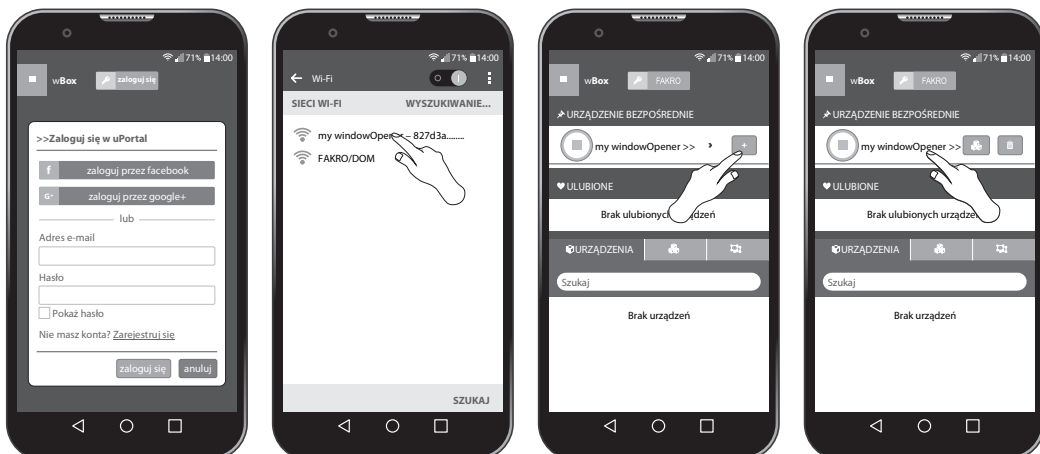 71% 14:00
wBox zaloguj się
>>Zaloguj się w uPortal
f zaloguj przez facebook
G+ zaloguj przez google+
lub
Adres e-mail
Hasło
Pokaż hasło
Nie masz konta? Zarejestruj się
zaloguj się anuluj
71% 14:00
Wi-Fi
SIECI WI-FI WYSZUKIWANIE...
my windowOpener – 827d3a........
FAKRO/DOM
SZUKAJ
71% 14:00
wBox FAKRO
URZĄDZENIE BEZPOŚREDNIE
my windowOpener >> › +
ULUBIONE
Brak ulubionych
URZĄDZENIA
Szukaj
Brak urządzeń
71% 14:00
wBox FAKRO
URZĄDZENIE BEZPOŚREDNIE
my windowOpener >>
ULUBIONE
Brak ulubionych
URZĄDZENIA
Szukaj
Brak urządzeń